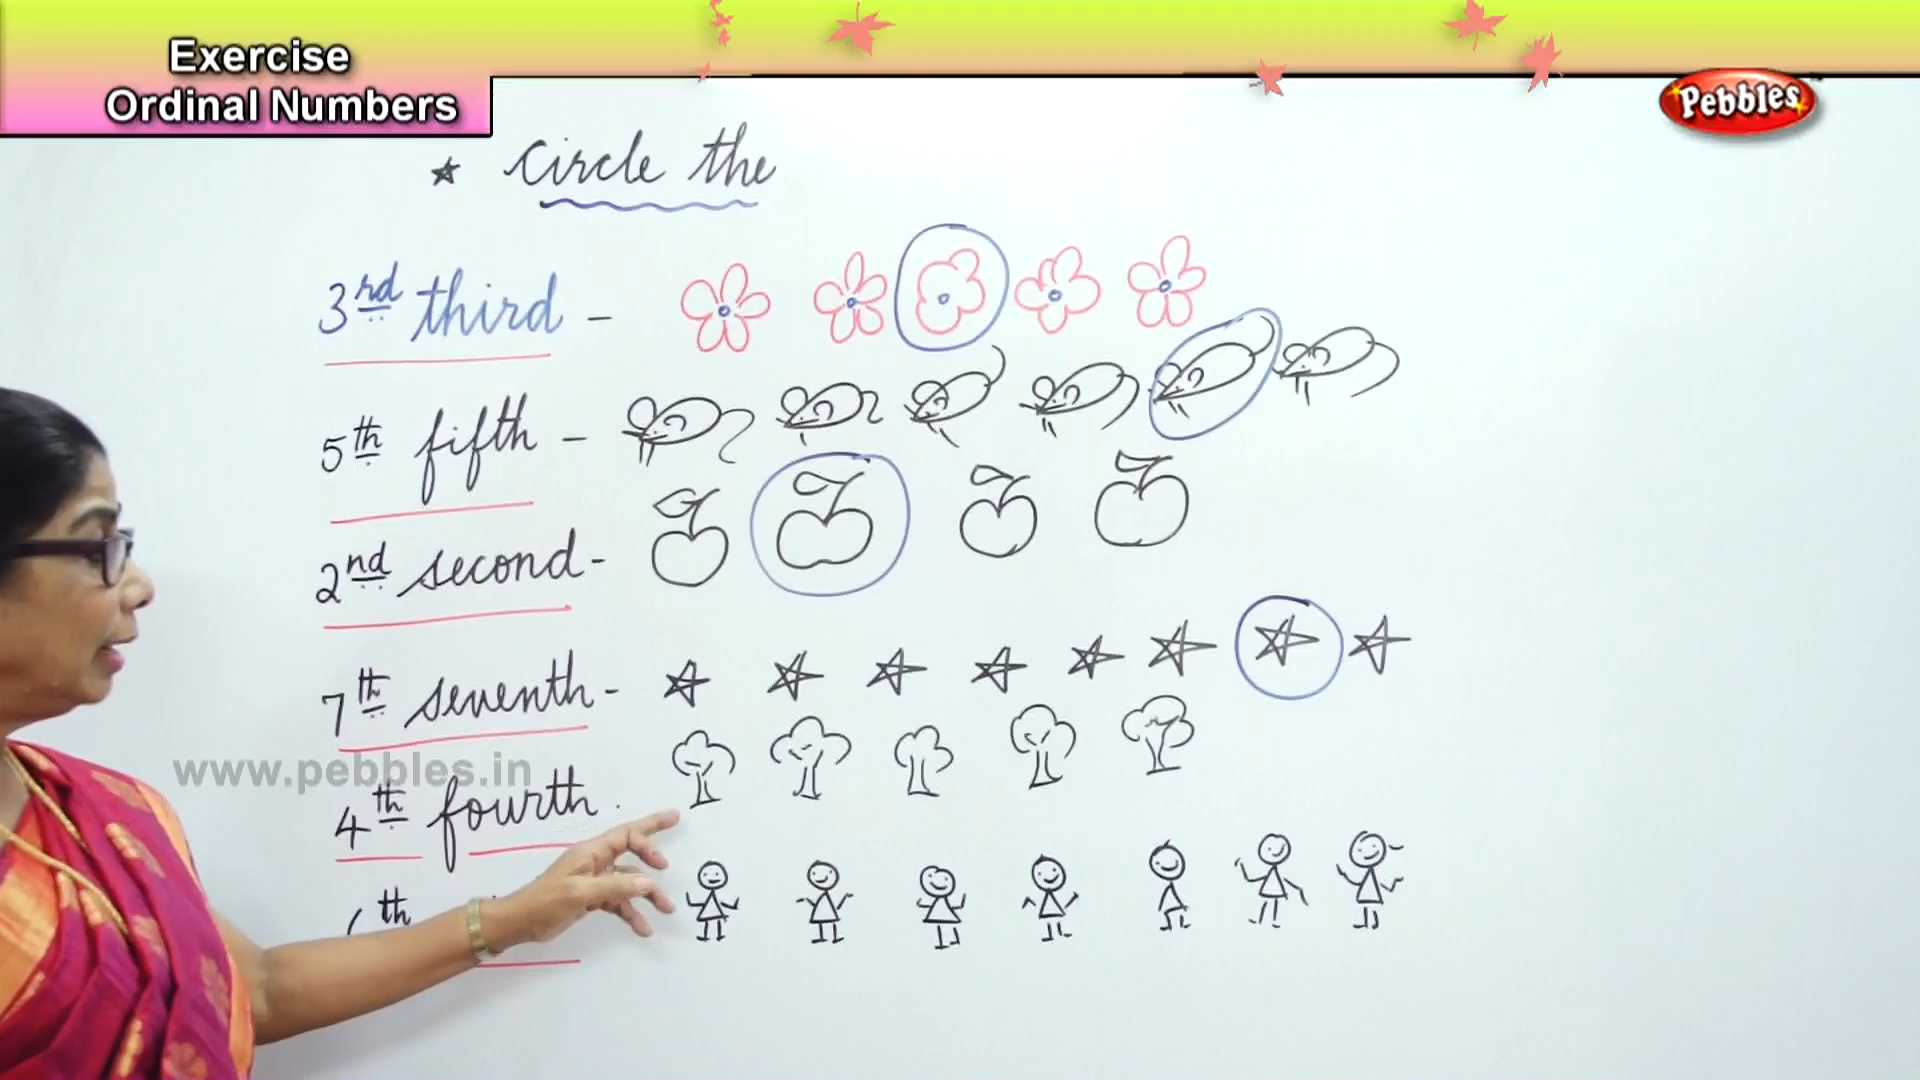 Exercise
Ordinal Numbers
Pebbles
circle the
3rd third -
5th fifth -
2nd second -
7th seventh -
www.pebbles.in
4th fourth
th